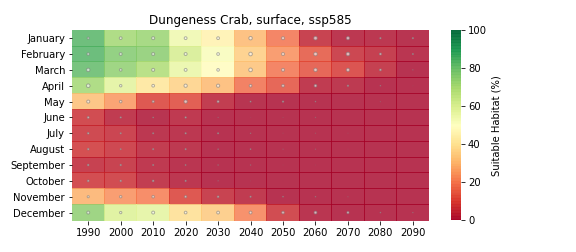 Dungeness Crab, surface, ssp585
January
February
March
April
May
June
July
August
September
October
November
December
1990 2000 2010 2020 2030 2040 2050 2060 2070 2080 2090
100
80
60
40
20
0
Suitable Habitat (%)